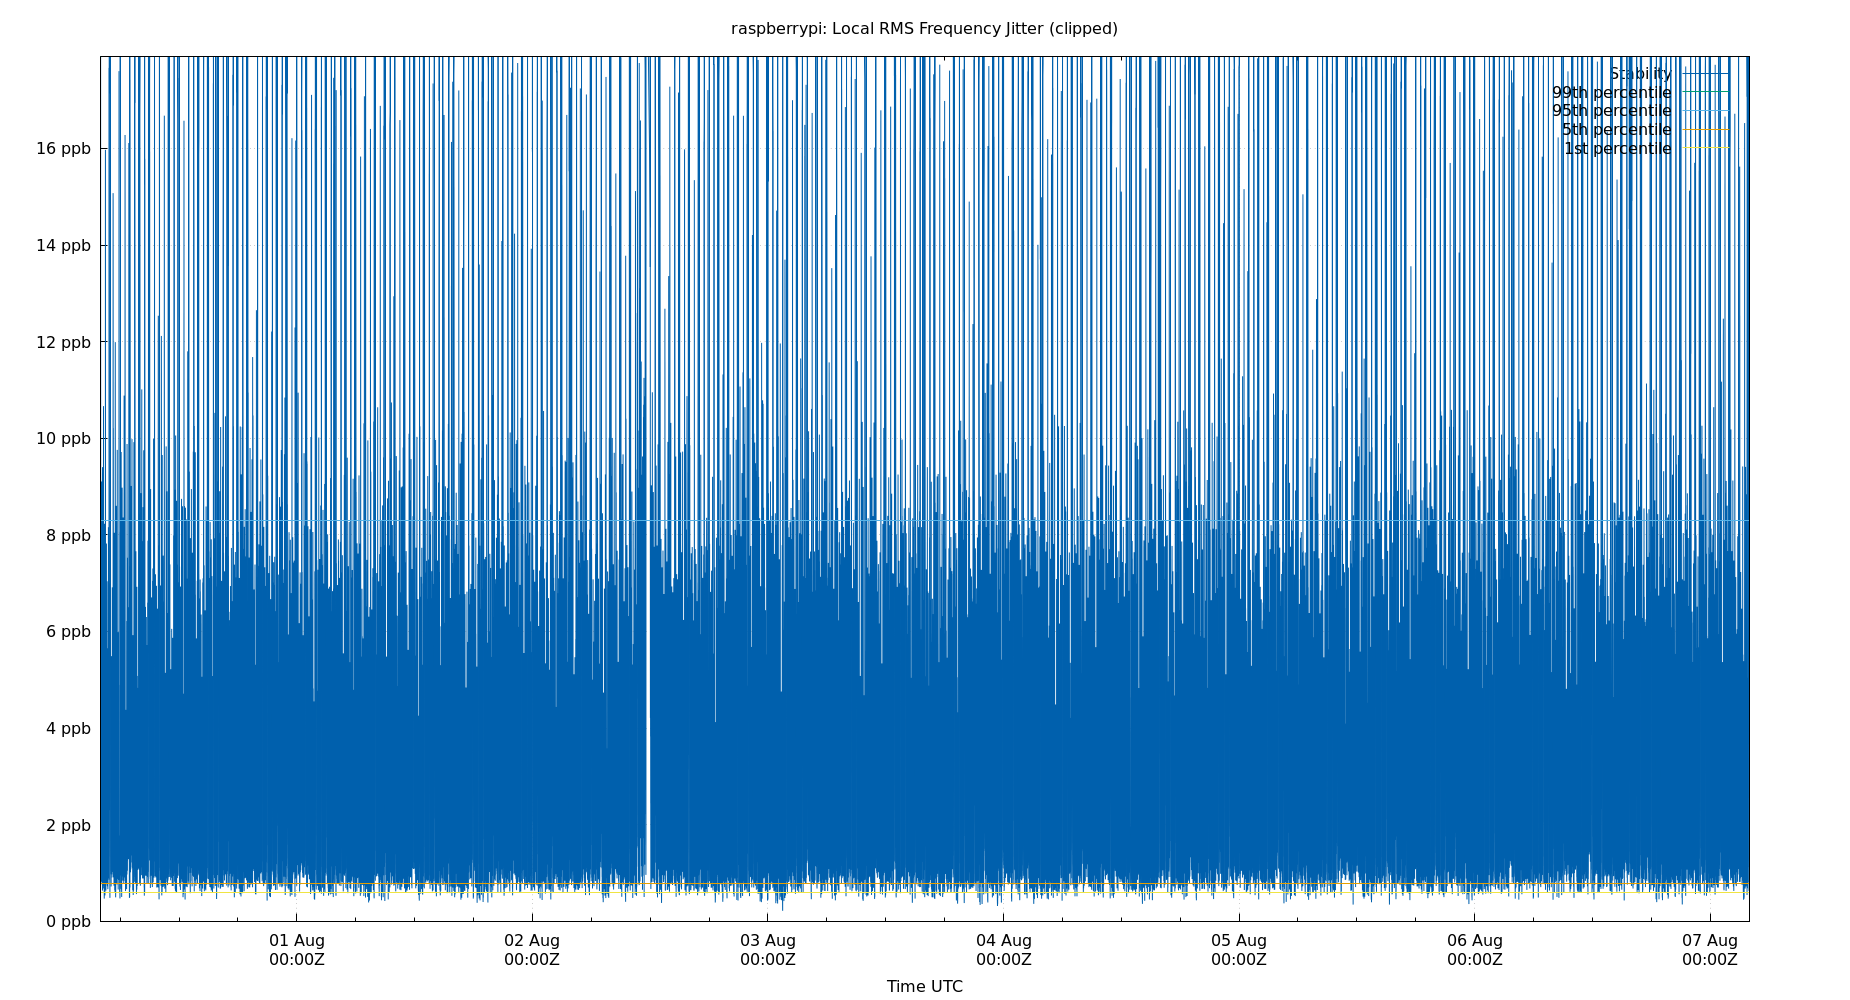 raspberrypi: Local RMS Frequency Jitter (clipped)
Stability
99th percentile
95th percentile
5th percentile
1st percentile
16 ppb
14 ppb
12 ppb
10 ppb
8 ppb
6 ppb
4 ppb
2 ppb
0 ppb
01 Aug 02 Aug 03 Aug 04 Aug 05 Aug 06 Aug 07 Aug
00:00Z 00:00Z 00:00Z 00:00Z 00:00Z 00:00Z 00:00Z
Time UTC